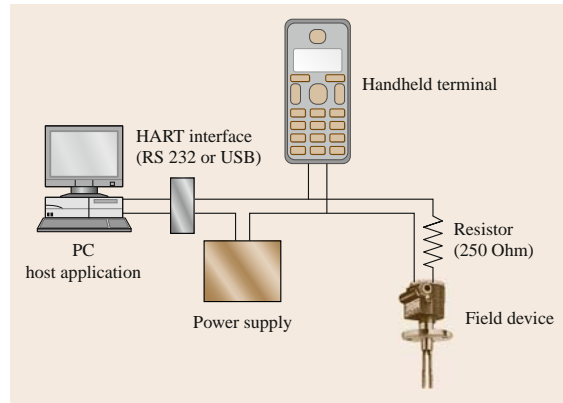 Handheld terminal
HART interface
(RS 232 or USB)
PC
host application
Resistor
(250 Ohm)
Power supply
Field device